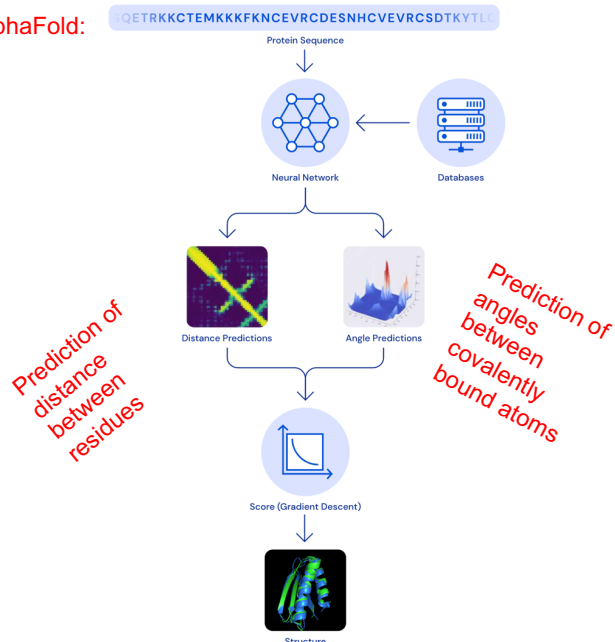 phaFold:
QETRKKCTEMKKKFKNCEVRCDESNHCVEVRCSDTKYTLC
Protein Sequence
Neural Network
Databases
Distance Predictions
Angle Predictions
Prediction of
distance
between
residues
Prediction of
angles
between
covalently
bound atoms
Score (Gradient Descent)
Structure